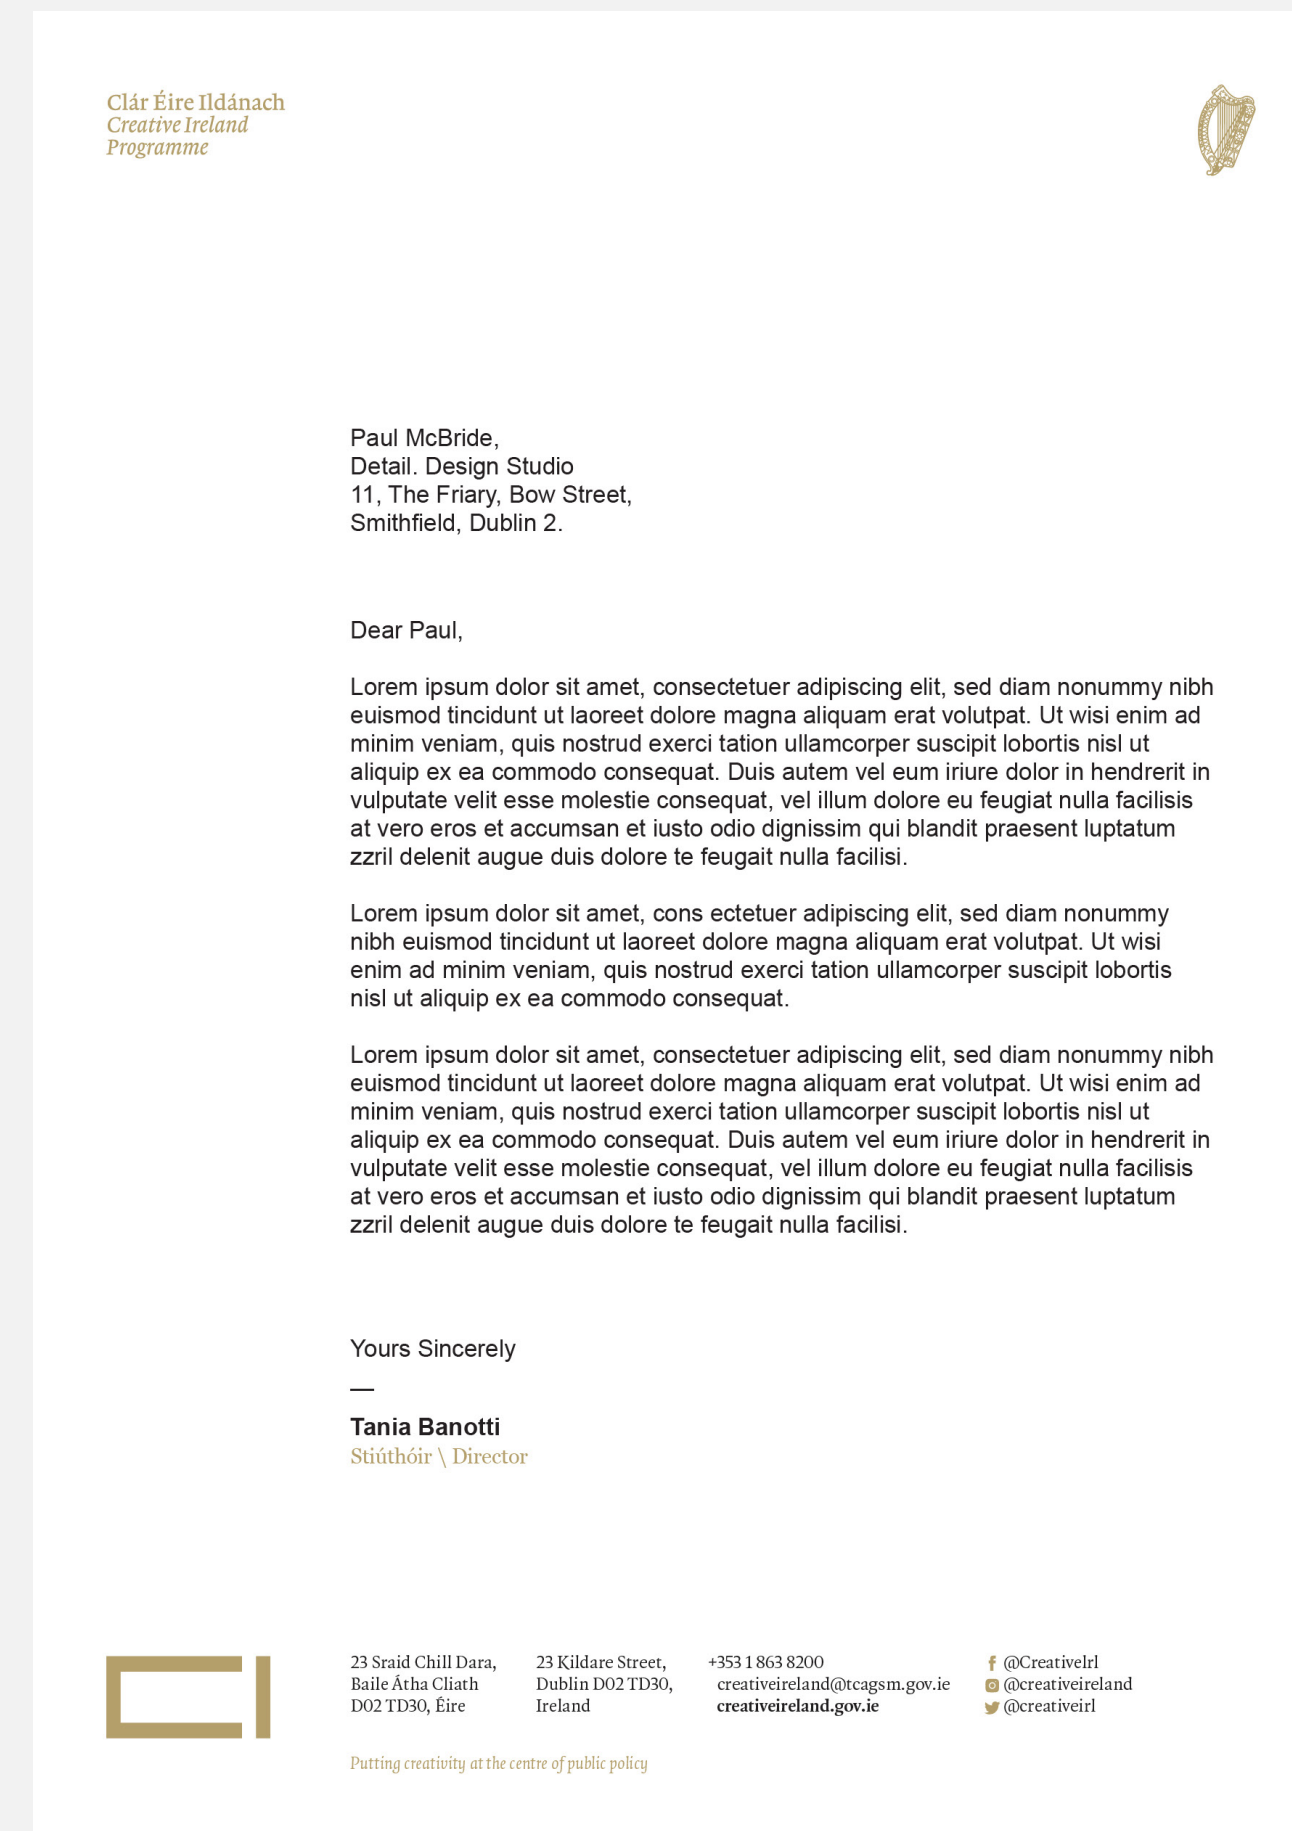 Clár Éire Ildánach
Creative Ireland
Programme
Paul McBride,
Detail. Design Studio
11, The Friary, Bow Street,
Smithfield, Dublin 2.
Dear Paul,
Lorem ipsum dolor sit amet, consectetuer adipiscing elit, sed diam nonummy nibh
euismod tincidunt ut laoreet dolore magna aliquam erat volutpat. Ut wisi enim ad
minim veniam, quis nostrud exerci tation ullamcorper suscipit lobortis nisl ut
aliquip ex ea commodo consequat. Duis autem vel eum iriure dolor in hendrerit in
vulputate velit esse molestie consequat, vel illum dolore eu feugiat nulla facilisis
at vero eros et accumsan et iusto odio dignissim qui blandit praesent luptatum
zzril delenit augue duis dolore te feugait nulla facilisi.
Lorem ipsum dolor sit amet, cons ectetuer adipiscing elit, sed diam nonummy
nibh euismod tincidunt ut laoreet dolore magna aliquam erat volutpat. Ut wisi
enim ad minim veniam, quis nostrud exerci tation ullamcorper suscipit lobortis
nisl ut aliquip ex ea commodo consequat.
Lorem ipsum dolor sit amet, consectetuer adipiscing elit, sed diam nonummy nibh
euismod tincidunt ut laoreet dolore magna aliquam erat volutpat. Ut wisi enim ad
minim veniam, quis nostrud exerci tation ullamcorper suscipit lobortis nisl ut
aliquip ex ea commodo consequat. Duis autem vel eum iriure dolor in hendrerit in
vulputate velit esse molestie consequat, vel illum dolore eu feugiat nulla facilisis
at vero eros et accumsan et iusto odio dignissim qui blandit praesent luptatum
zzril delenit augue duis dolore te feugait nulla facilisi.
Yours Sincerely
—
Tania Banotti
Stiúthóir \ Director
23 Sraid Chill Dara,
Baile Átha Cliath
D02 TD30, Éire
23 Kildare Street,
Dublin D02 TD30,
Ireland
+353 1 863 8200
creativeireland@tcagsm.gov.ie
creativeireland.gov.ie
@Creativelrl
@creativeireland
@creativeirl
Putting creativity at the centre of public policy